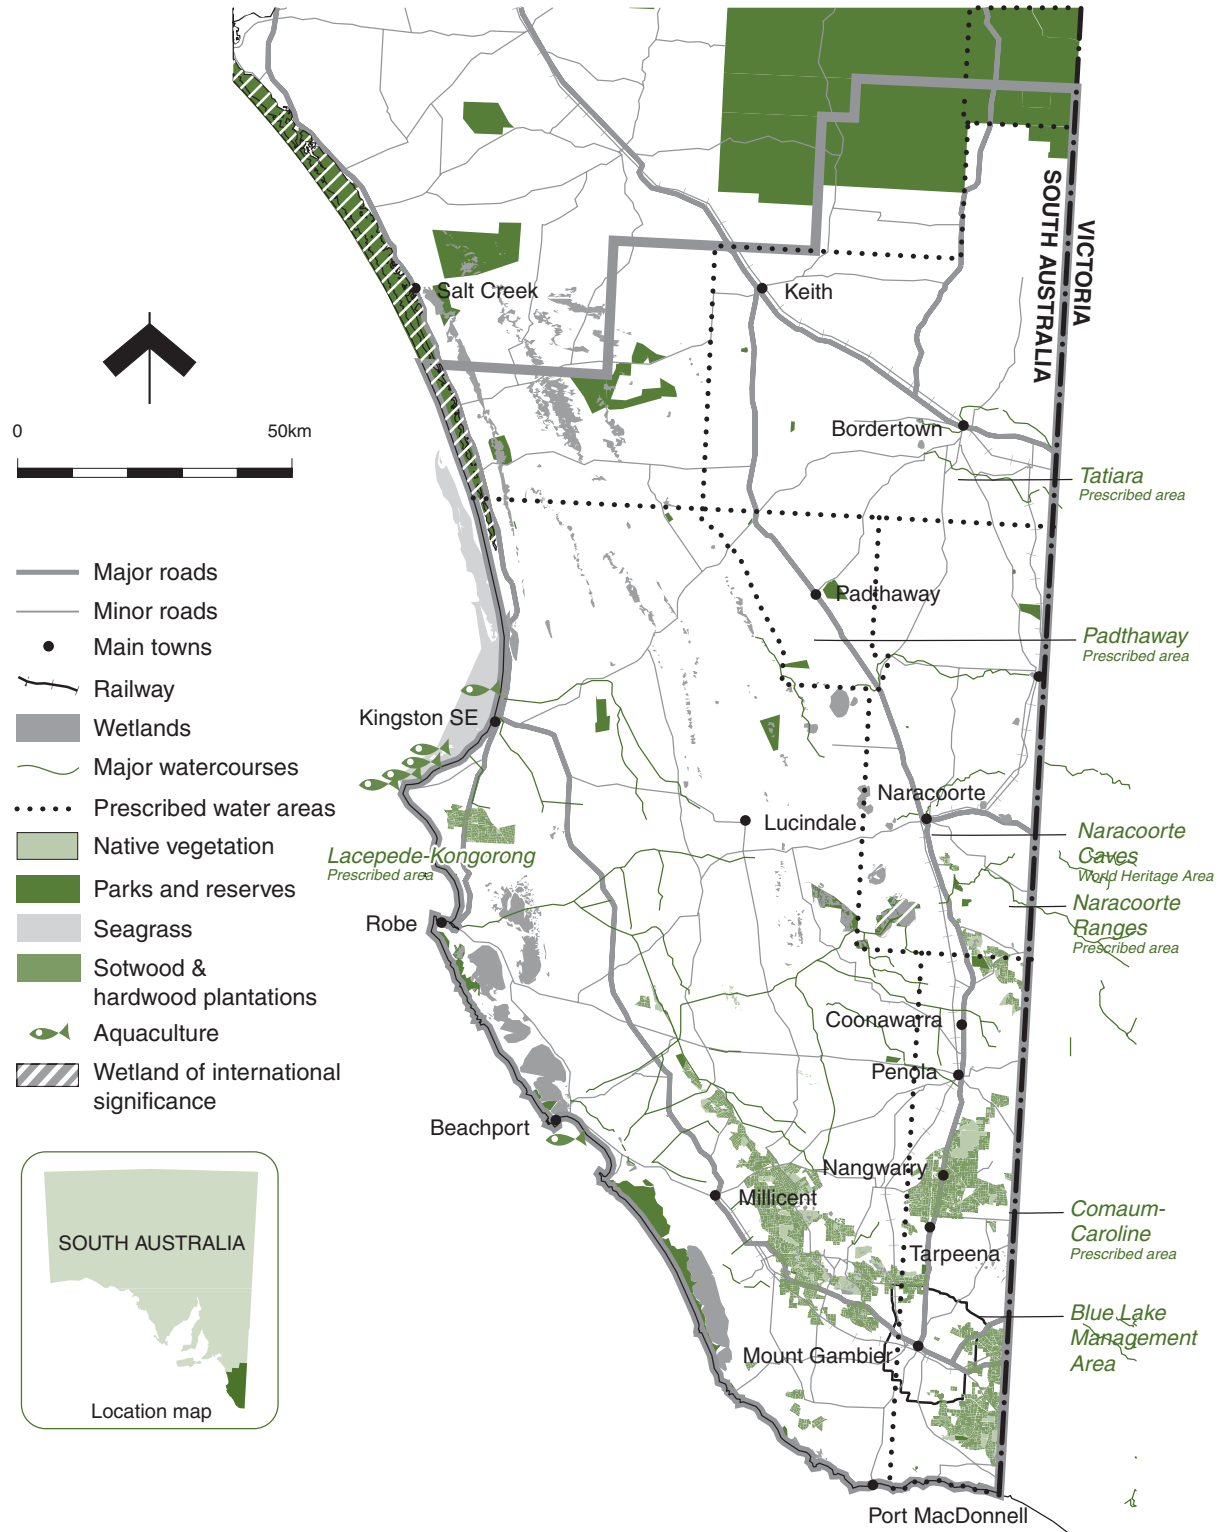 SOUTH AUSTRALIA
VICTORIA
Salt Creek
Keith
0
50km
Bordertown
Tatiara
Prescribed area
Major roads
Minor roads
Main towns
Railway
Wetlands
Major watercourses
Prescribed water areas
Native vegetation
Parks and reserves
Seagrass
Sotwood &
hardwood plantations
Aquaculture
Wetland of international
significance
Padthaway
Padthaway
Prescribed area
Kingston SE
Naracoorte
Lucindale
Naracoorte
Caves
World Heritage Area
Lacepede-Kongorong
Prescribed area
Naracoorte
Ranges
Prescribed area
Robe
Coonawarra
Penola
Beachport
Nangwarry
Millicent
Comaum-
Caroline
Prescribed area
Tarpeena
Blue Lake
Management
Area
Mount Gambier
Port MacDonnell
SOUTH AUSTRALIA
Location map